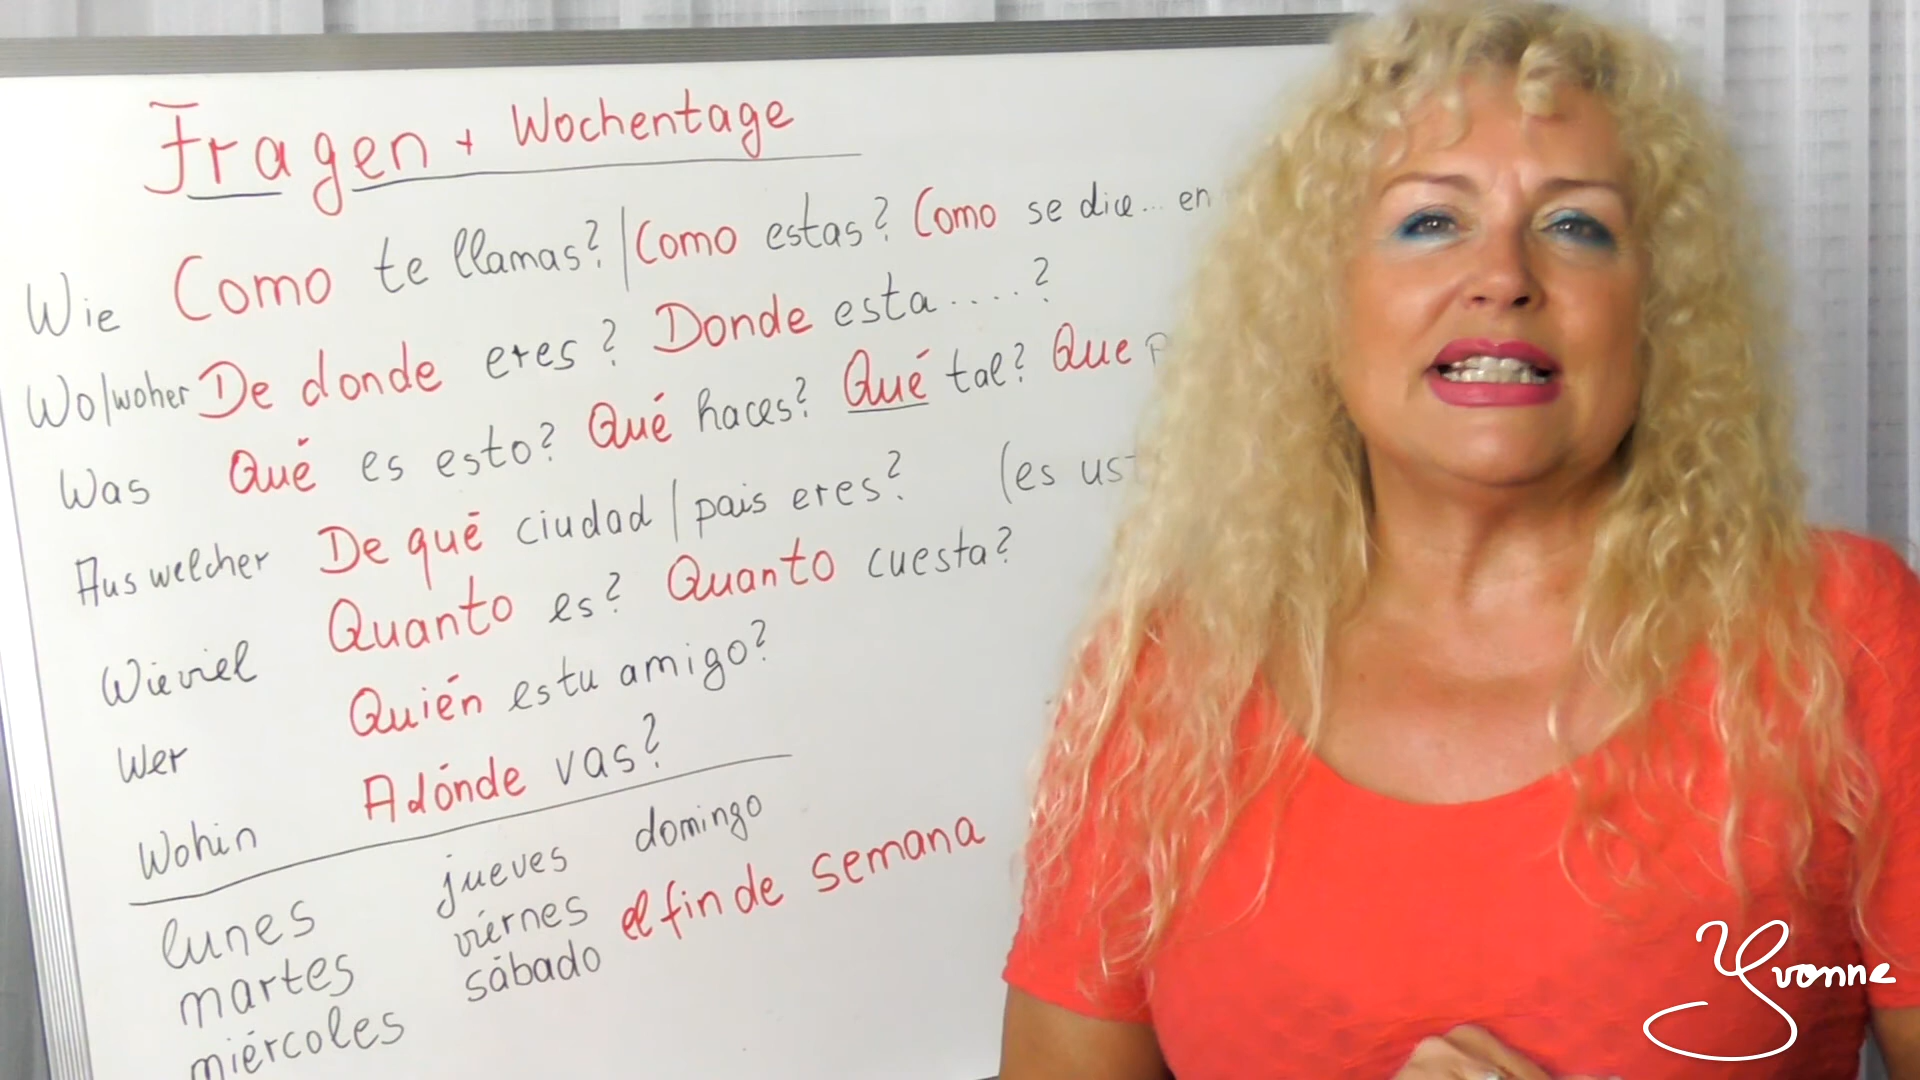 Fragen + Wochentage
Wie Como te llamas? | Como estas? Como se dice... en
Wo/woher De donde eres? Donde esta ....?
Was Qué es esto? Qué haces? Qué tal? Que
Aus welcher De qué ciudad | pais eres? (es ust
Wieviel Quanto es? Quanto cuesta?
Wer Quién es tu amigo?
Wohin Adónde vas?
lunes jueves domingo
martes viérnes el fin de semana
miércoles sábado
Yvonne